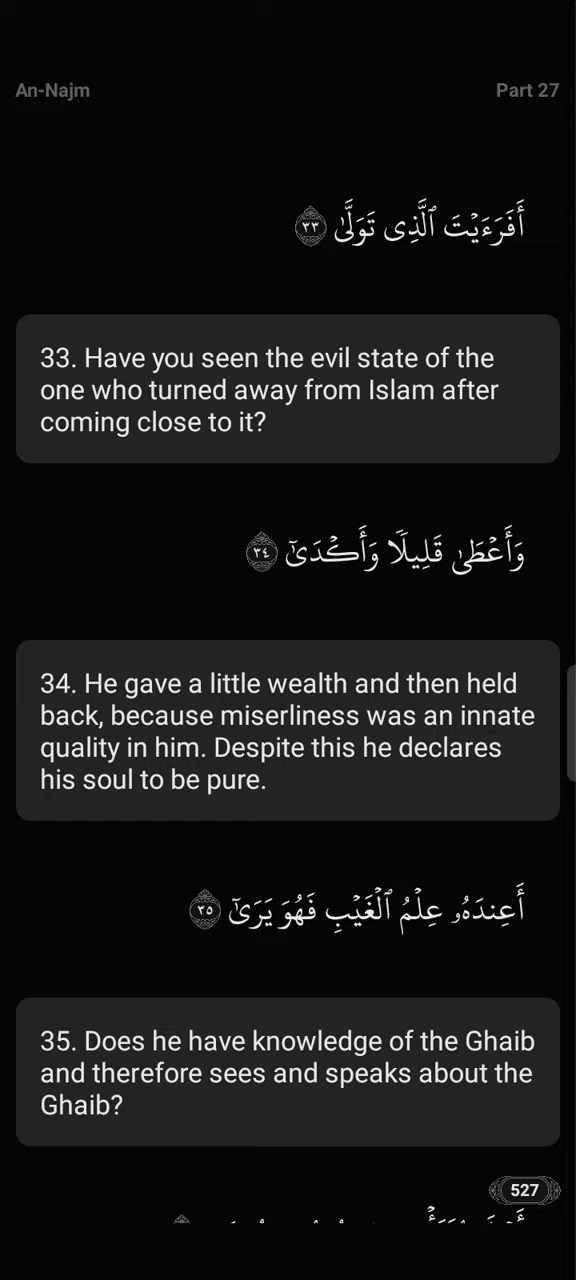 An-Najm
Part 27
أَفَرَءَيۡتَ ٱلَّذِى تَوَلَّىٰ ٣٣
33. Have you seen the evil state of the
one who turned away from Islam after
coming close to it?
وَأَعۡطَىٰ قَلِيلٗا وَأَكۡدَىٰٓ ٣٤
34. He gave a little wealth and then held
back, because miserliness was an innate
quality in him. Despite this he declares
his soul to be pure.
أَعِندَهُۥ عِلۡمُ ٱلۡغَيۡبِ فَهُوَ يَرَىٰٓ ٣٥
35. Does he have knowledge of the Ghaib
and therefore sees and speaks about the
Ghaib?
527